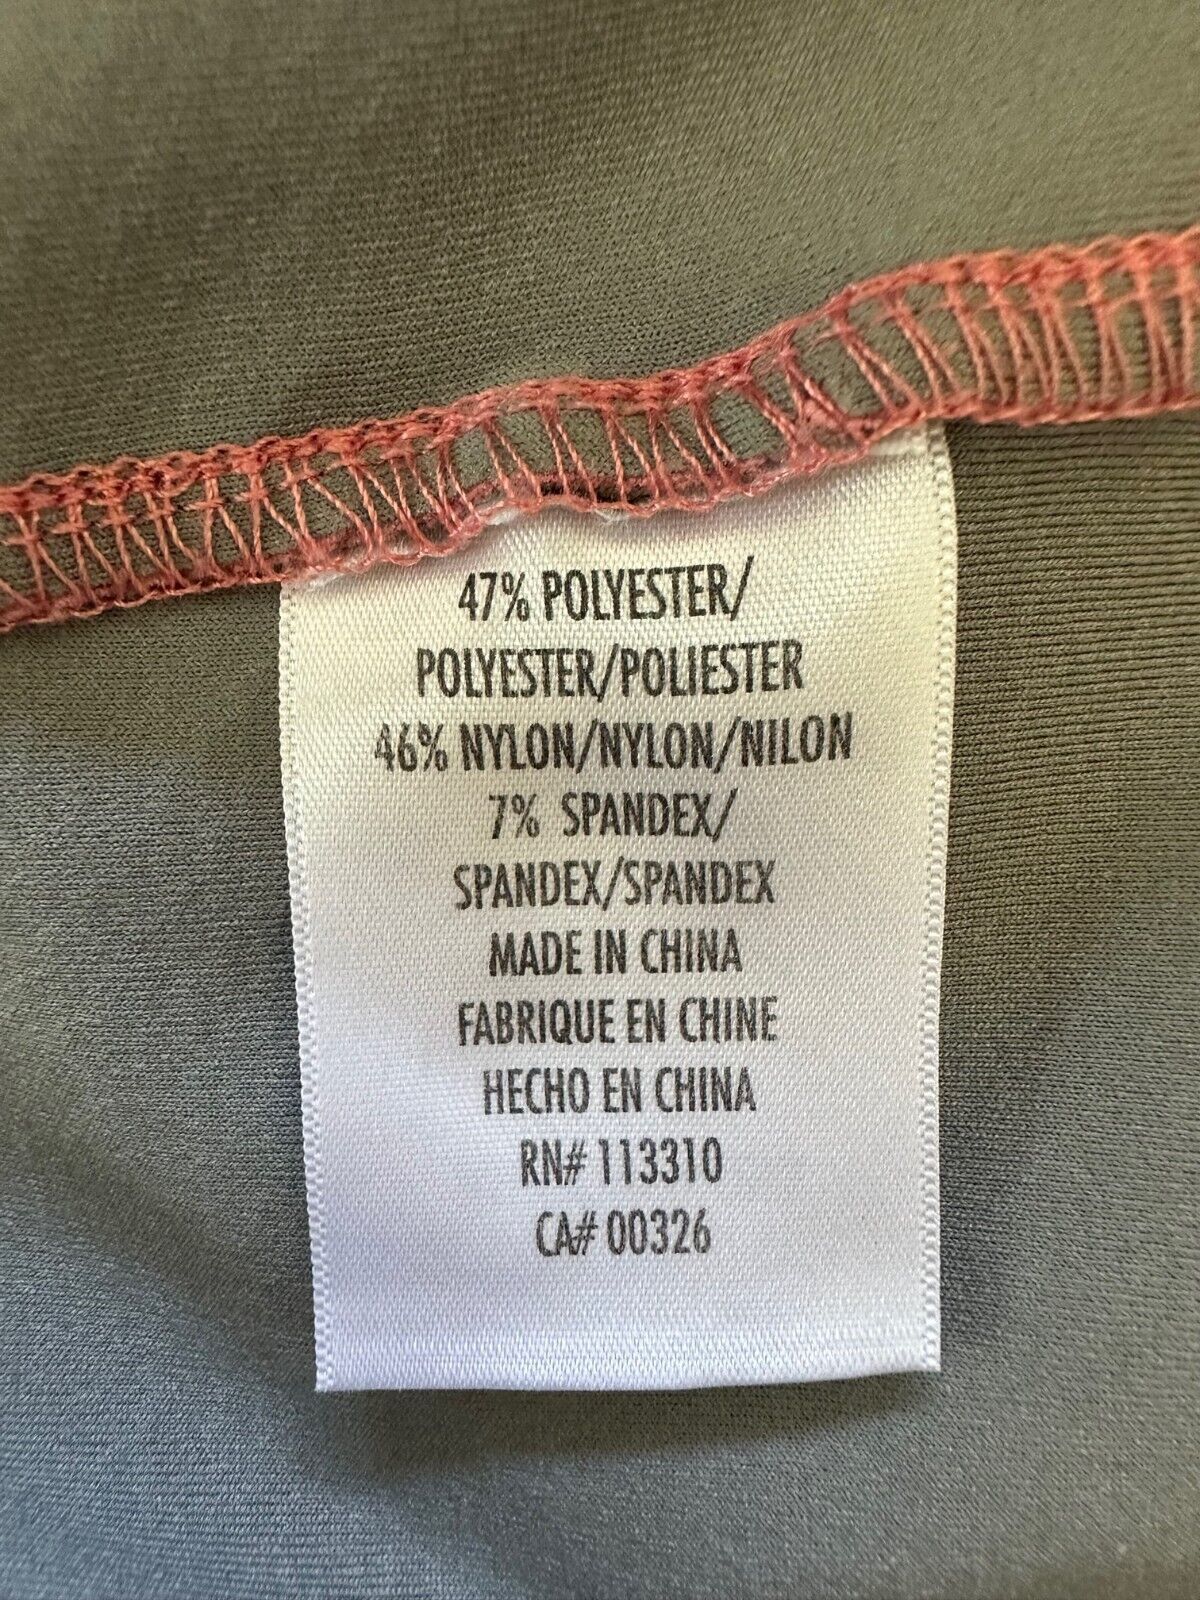 47% POLYESTER/
POLYESTER/POLIESTER
46% NYLON/NYLON/NILON
7% SPANDEX/
SPANDEX/SPANDEX
MADE IN CHINA
FABRIQUE EN CHINE
HECHO EN CHINA
RN# 113310
CA# 00326